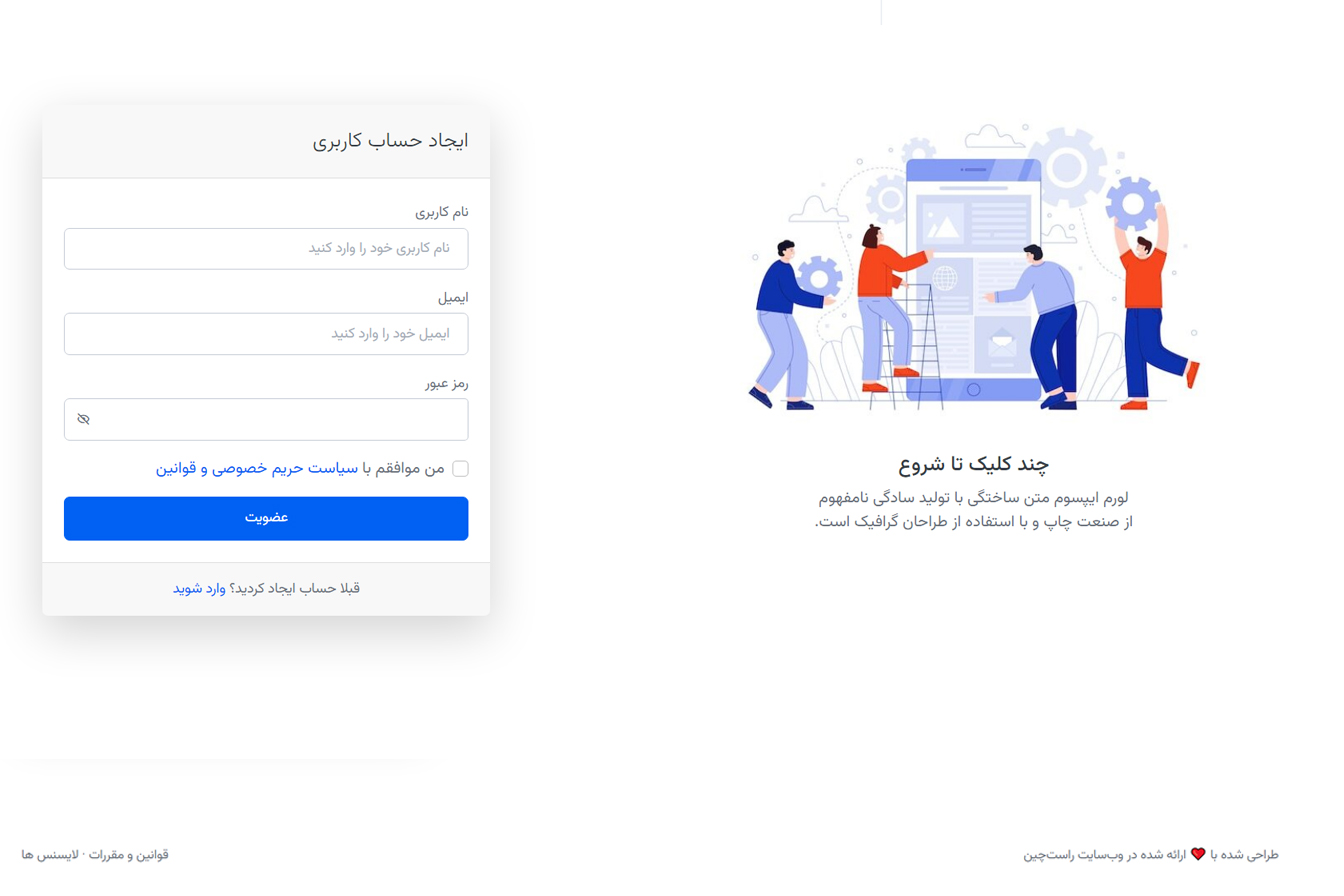 چند کلیک تا شروع
لورم ایپسوم متن ساختگی با تولید سادگی نامفهوم
از صنعت چاپ و با استفاده از طراحان گرافیک است.
ایجاد حساب کاربری
نام کاربری
نام کاربری خود را وارد کنید
ایمیل
ایمیل خود را وارد کنید
رمز عبور
من موافقم با سیاست حریم خصوصی و قوانین
عضویت
قبلا حساب ایجاد کردید؟ وارد شوید
طراحی شده با ❤️ ارائه شده در وب‌سایت راست‌چین
قوانین و مقررات · لایسنس ها